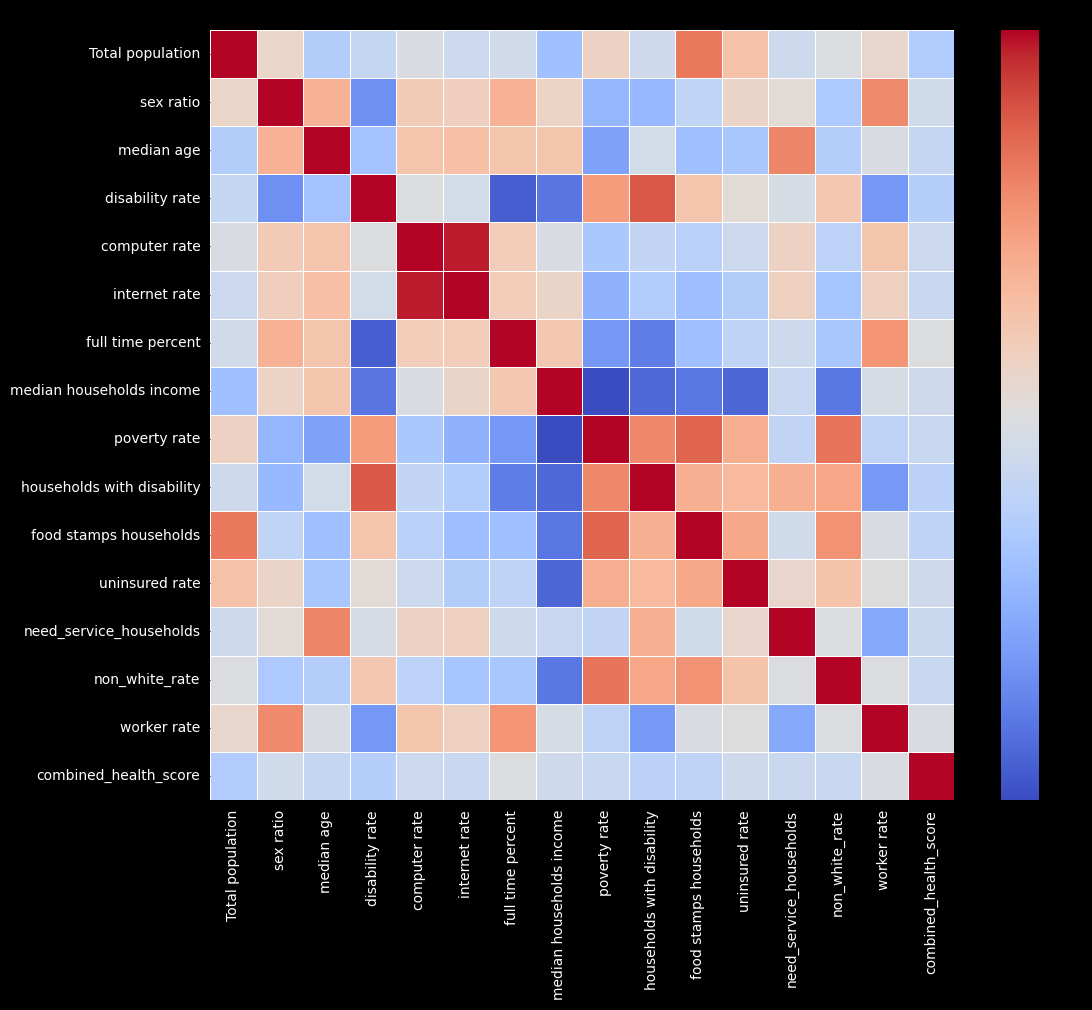 Total population
sex ratio
median age
disability rate
computer rate
internet rate
full time percent
median households income
poverty rate
households with disability
food stamps households
uninsured rate
need_service_households
non_white_rate
worker rate
combined_health_score
Total population
sex ratio
median age
disability rate
computer rate
internet rate
full time percent
median households income
poverty rate
households with disability
food stamps households
uninsured rate
need_service_households
non_white_rate
worker rate
combined_health_score